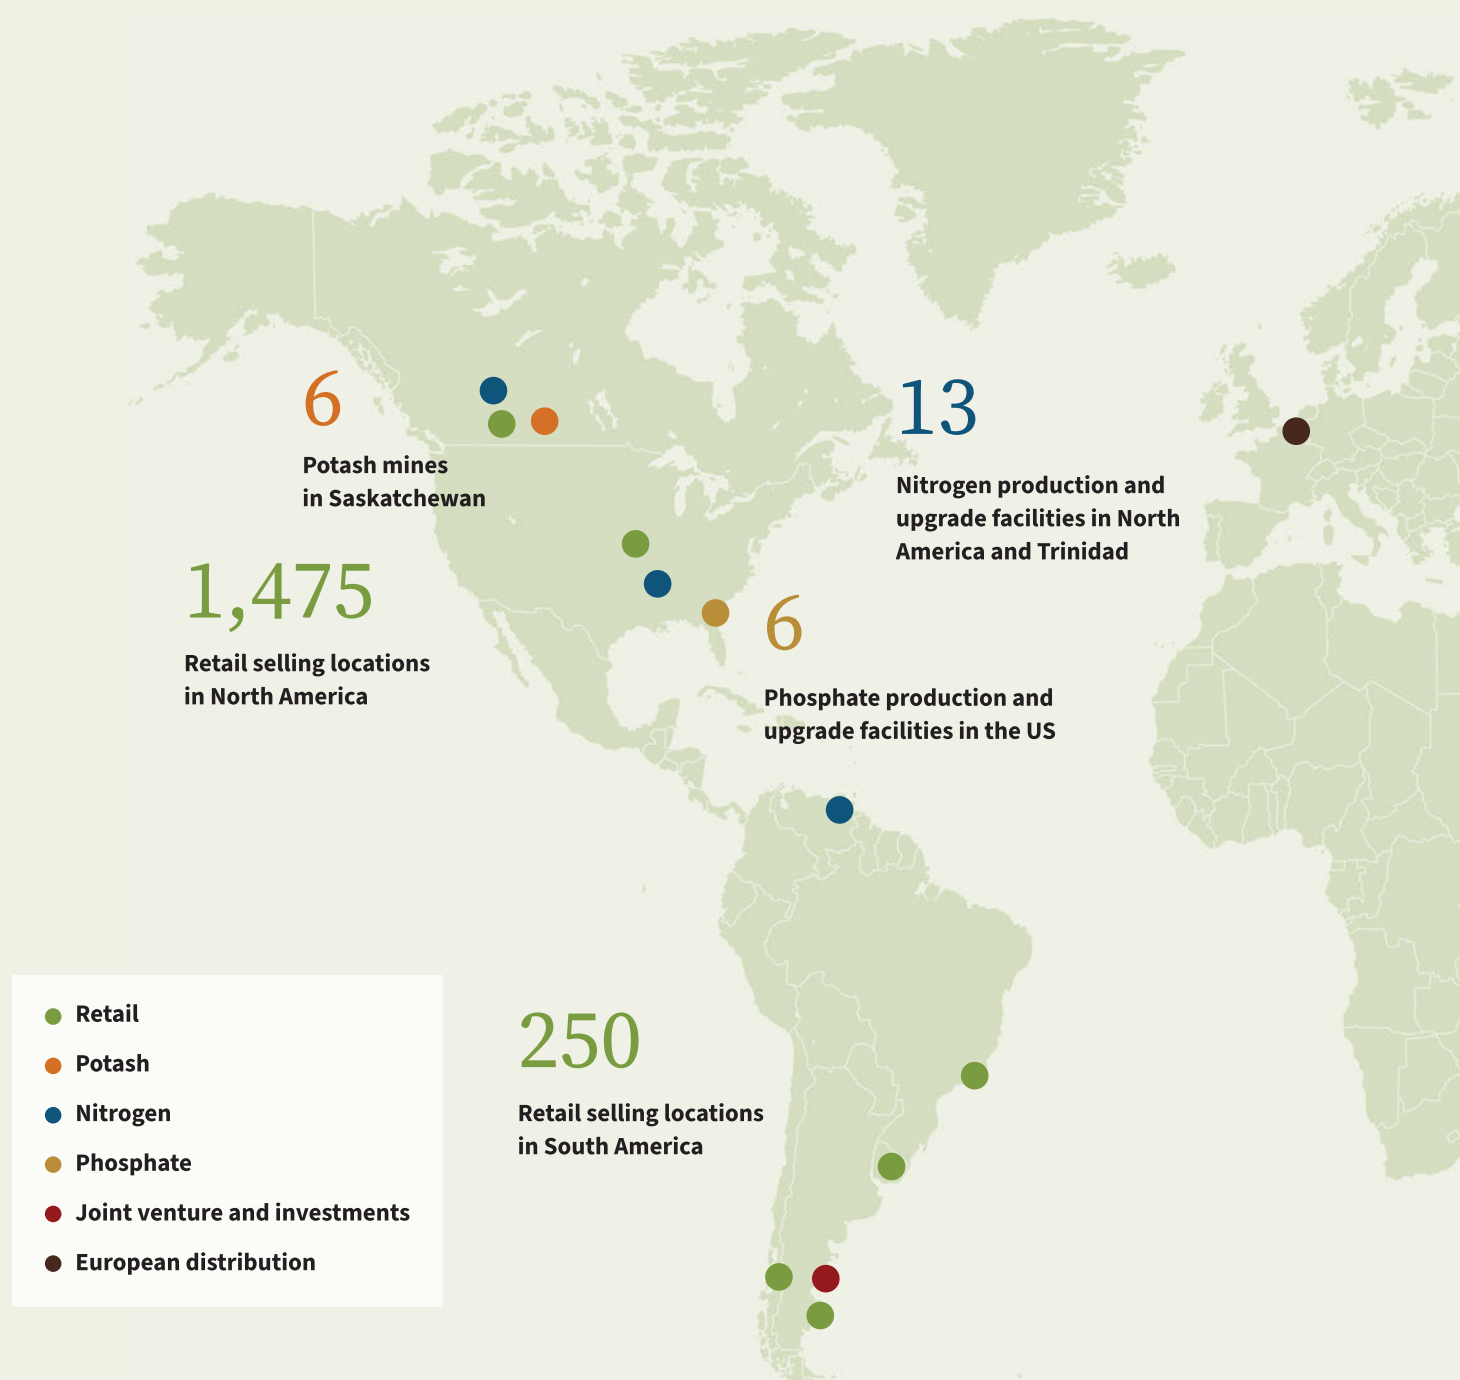 6
Potash mines
in Saskatchewan
13
Nitrogen production and
upgrade facilities in North
America and Trinidad
1,475
Retail selling locations
in North America
6
Phosphate production and
upgrade facilities in the US
250
Retail selling locations
in South America
Retail
Potash
Nitrogen
Phosphate
Joint venture and investments
European distribution